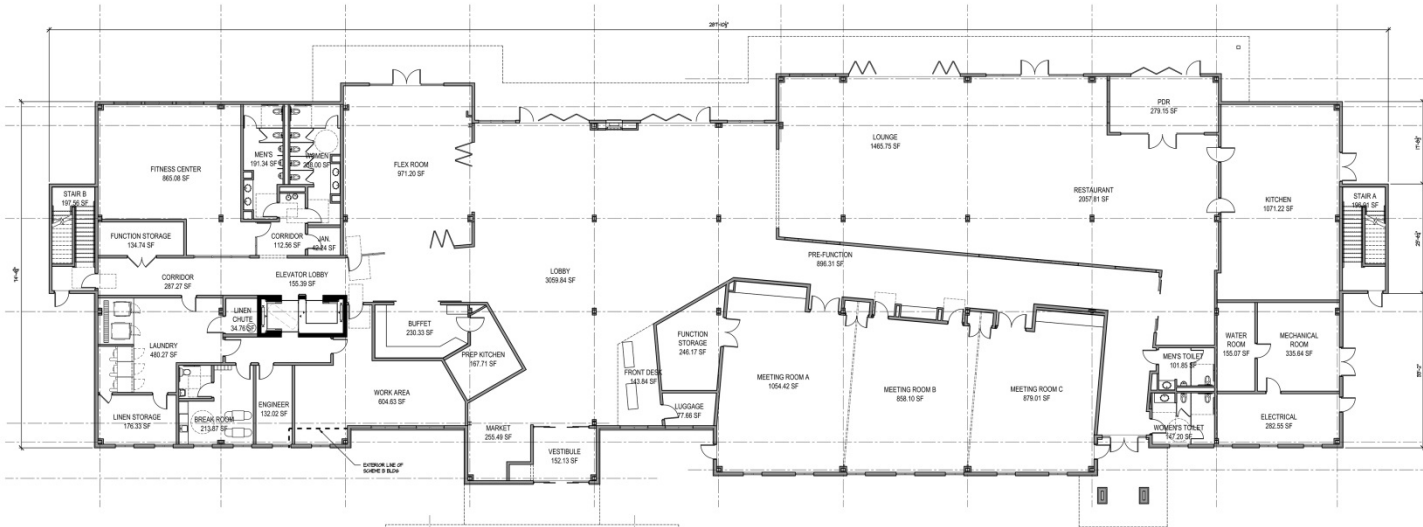 PDR
279.15 SF
LOUNGE
1465.75 SF
MEN'S
191.34 SF
WOMEN
FLEX ROOM
971.20 SF
FITNESS CENTER
865.08 SF
RESTAURANT
2057.81 SF
KITCHEN
1071.22 SF
STAIR B
197.56 SF
STAIR A
FUNCTION STORAGE
134.74 SF
CORRIDOR
112.56 SF
JAN.
PRE-FUNCTION
896.31 SF
LOBBY
3059.84 SF
CORRIDOR
287.27 SF
ELEVATOR LOBBY
155.39 SF
LINEN
CHUTE
34.76 SF
BUFFET
230.33 SF
LAUNDRY
480.27 SF
PREP KITCHEN
167.71 SF
FUNCTION
STORAGE
246.17 SF
WATER
ROOM
155.07 SF
MECHANICAL
ROOM
335.64 SF
MEN'S TOILET
101.85 SF
FRONT DESK
143.84 SF
MEETING ROOM A
1054.42 SF
MEETING ROOM B
858.10 SF
MEETING ROOM C
879.01 SF
WORK AREA
604.63 SF
ENGINEER
132.02 SF
LINEN STORAGE
176.33 SF
BREAK ROOM
213.87 SF
LUGGAGE
77.66 SF
ELECTRICAL
282.55 SF
WOMEN'S TOILET
147.20 SF
MARKET
255.49 SF
VESTIBULE
152.13 SF
EXTERIOR LINE OF
SCHEME B BLDG